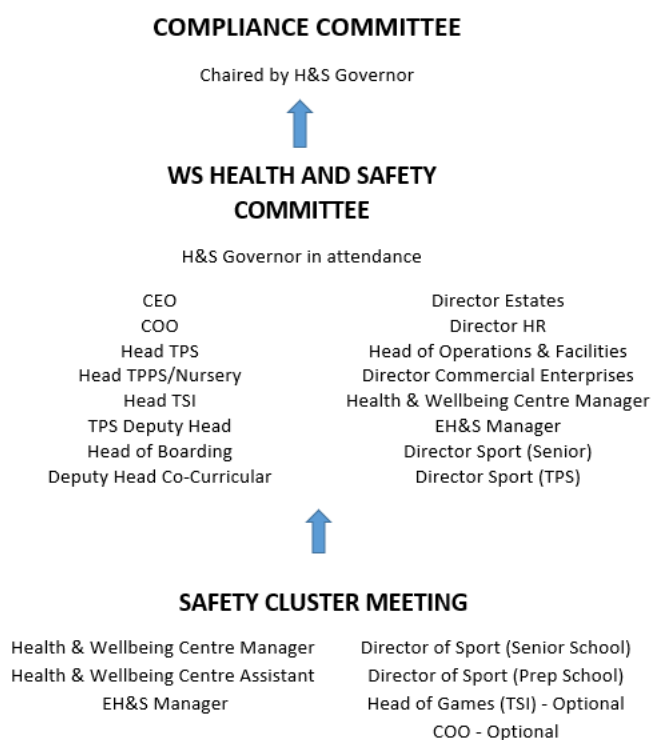 COMPLIANCE COMMITTEE
Chaired by H&S Governor
WS HEALTH AND SAFETY
COMMITTEE
H&S Governor in attendance
CEO
COO
Head TPS
Head TPPS/Nursery
Head TSI
TPS Deputy Head
Head of Boarding
Deputy Head Co-Curricular
Director Estates
Director HR
Head of Operations & Facilities
Director Commercial Enterprises
Health & Wellbeing Centre Manager
EH&S Manager
Director Sport (Senior)
Director Sport (TPS)
SAFETY CLUSTER MEETING
Health & Wellbeing Centre Manager
Health & Wellbeing Centre Assistant
EH&S Manager
Director of Sport (Senior School)
Director of Sport (Prep School)
Head of Games (TSI) - Optional
COO - Optional